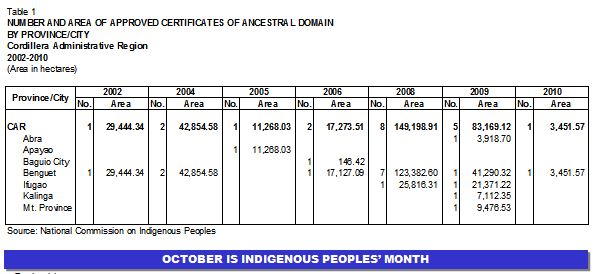 Table 1
NUMBER AND AREA OF APPROVED CERTIFICATES OF ANCESTRAL DOMAIN
BY PROVINCE/CITY
Cordillera Administrative Region
2002-2010
(Area in hectares)
Province/City 2002 2004 2005 2006 2008 2009 2010
No. Area No. Area No. Area No. Area No. Area No. Area No. Area
CAR 1 29,444.34 2 42,854.58 1 11,268.03 2 17,273.51 8 149,198.91 5 83,169.12 1 3,451.57
Abra 1 3,918.70
Apayao 1 11,268.03
Baguio City 1 146.42
Benguet 1 29,444.34 2 42,854.58 1 17,127.09 7 123,382.60 1 41,290.32 1 3,451.57
Ifugao 1 25,816.31 1 21,371.22
Kalinga 1 7,112.35
Mt. Province 1 9,476.53
Source: National Commission on Indigenous Peoples
OCTOBER IS INDIGENOUS PEOPLES' MONTH